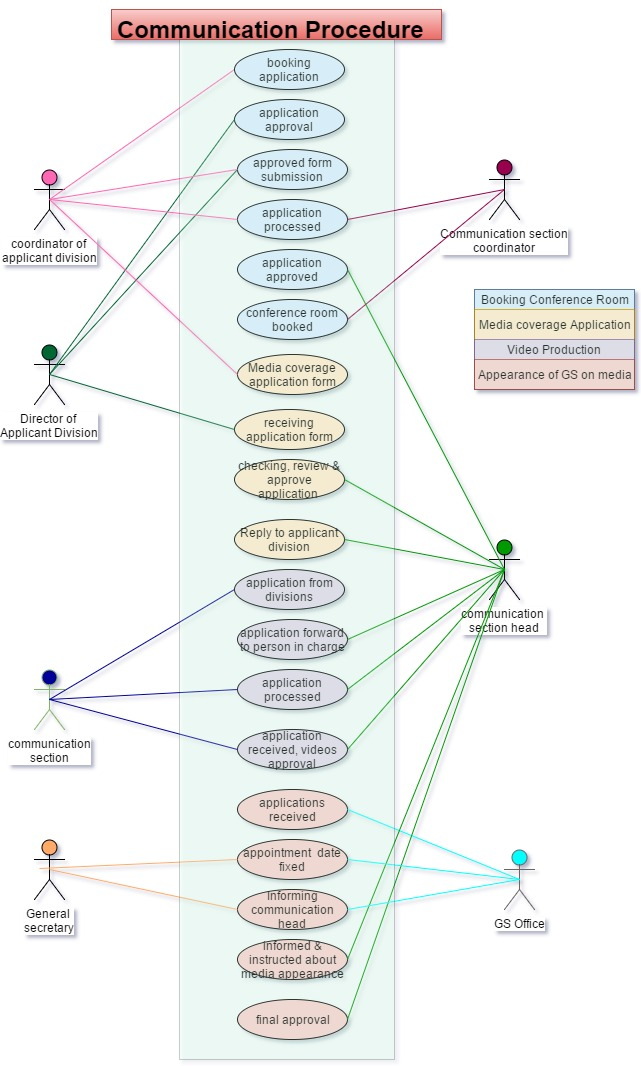 Communication Procedure
booking
application
application
approval
approved form
submission
application
processed
application
approved
conference room
booked
Media coverage
application form
receiving
application form
checking, review &
approve
application
Reply to applicant
division
application from
divisions
application forward
to person in charge
application
processed
application
received, videos
approval
applications
received
appointment date
fixed
informing
communication
head
informed &
instructed about
media appearance
final approval
coordinator of
applicant division
Director of
Applicant Division
communication
section
General
secretary
Communication section
coordinator
Booking Conference Room
Media coverage Application
Video Production
Appearance of GS on media
communication
section head
GS Office